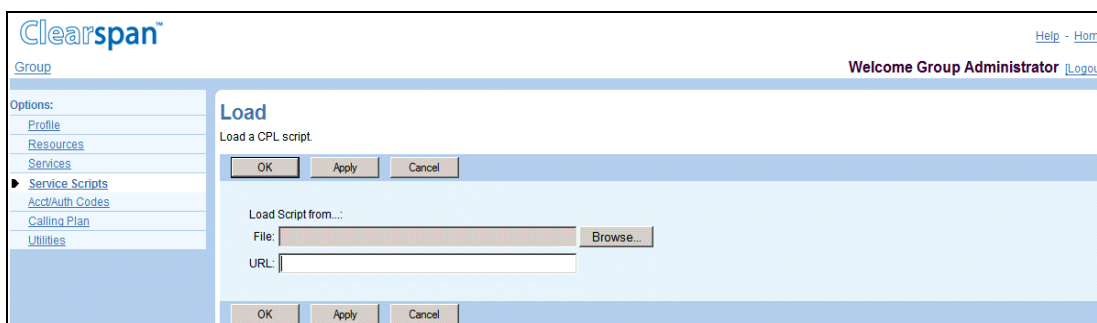 Clearspan™
Help - Hom
Group
Welcome Group Administrator [Logou
Options:
Profile
Resources
Services
Service Scripts
Acct/Auth Codes
Calling Plan
Utilities
Load
Load a CPL script.
OK Apply Cancel
Load Script from...:
File: Browse...
URL:
OK Apply Cancel